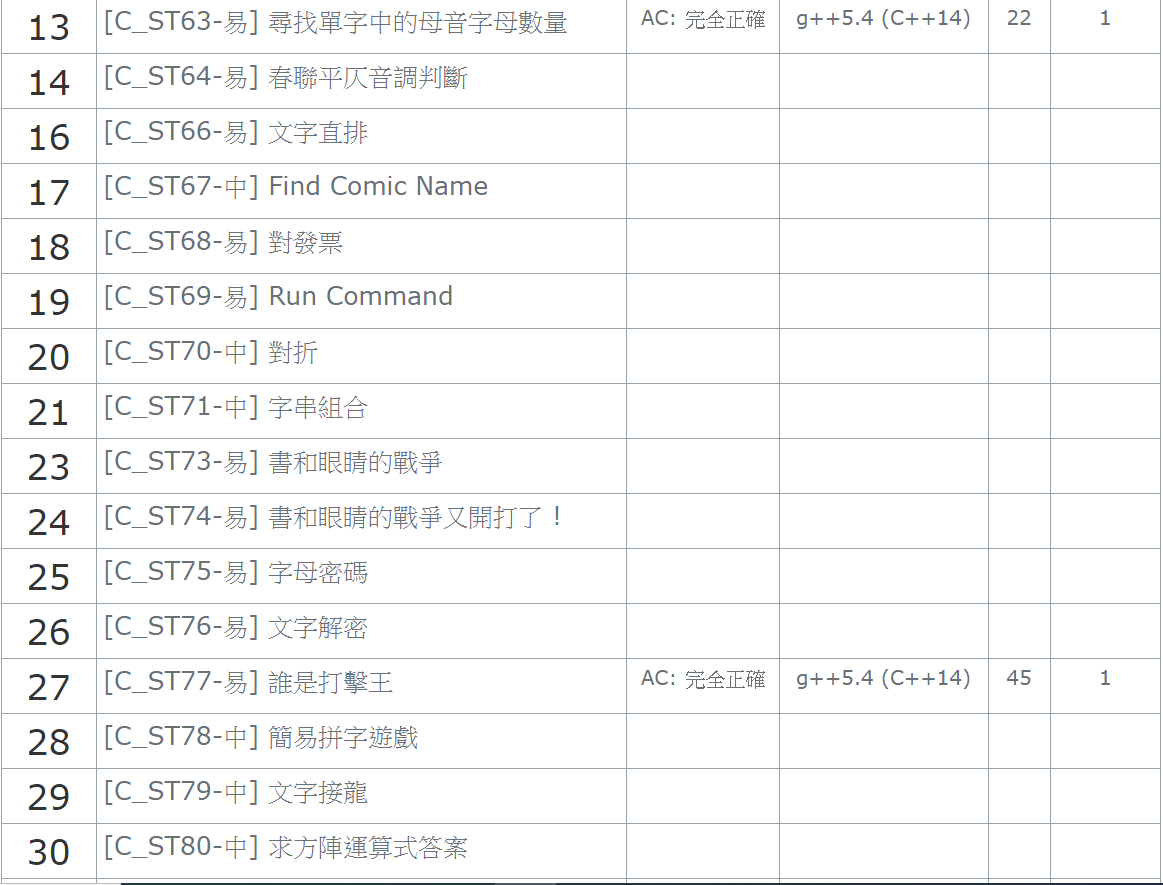 13 [C_ST63-易] 尋找單字中的母音字母數量 AC: 完全正確 g++5.4 (C++14) 22 1
14 [C_ST64-易] 春聯平仄音調判斷
16 [C_ST66-易] 文字直排
17 [C_ST67-中] Find Comic Name
18 [C_ST68-易] 對發票
19 [C_ST69-易] Run Command
20 [C_ST70-中] 對折
21 [C_ST71-中] 字串組合
23 [C_ST73-易] 書和眼睛的戰爭
24 [C_ST74-易] 書和眼睛的戰爭又開打了！
25 [C_ST75-易] 字母密碼
26 [C_ST76-易] 文字解密
27 [C_ST77-易] 誰是打擊王 AC: 完全正確 g++5.4 (C++14) 45 1
28 [C_ST78-中] 簡易拼字遊戲
29 [C_ST79-中] 文字接龍
30 [C_ST80-中] 求方陣運算式答案